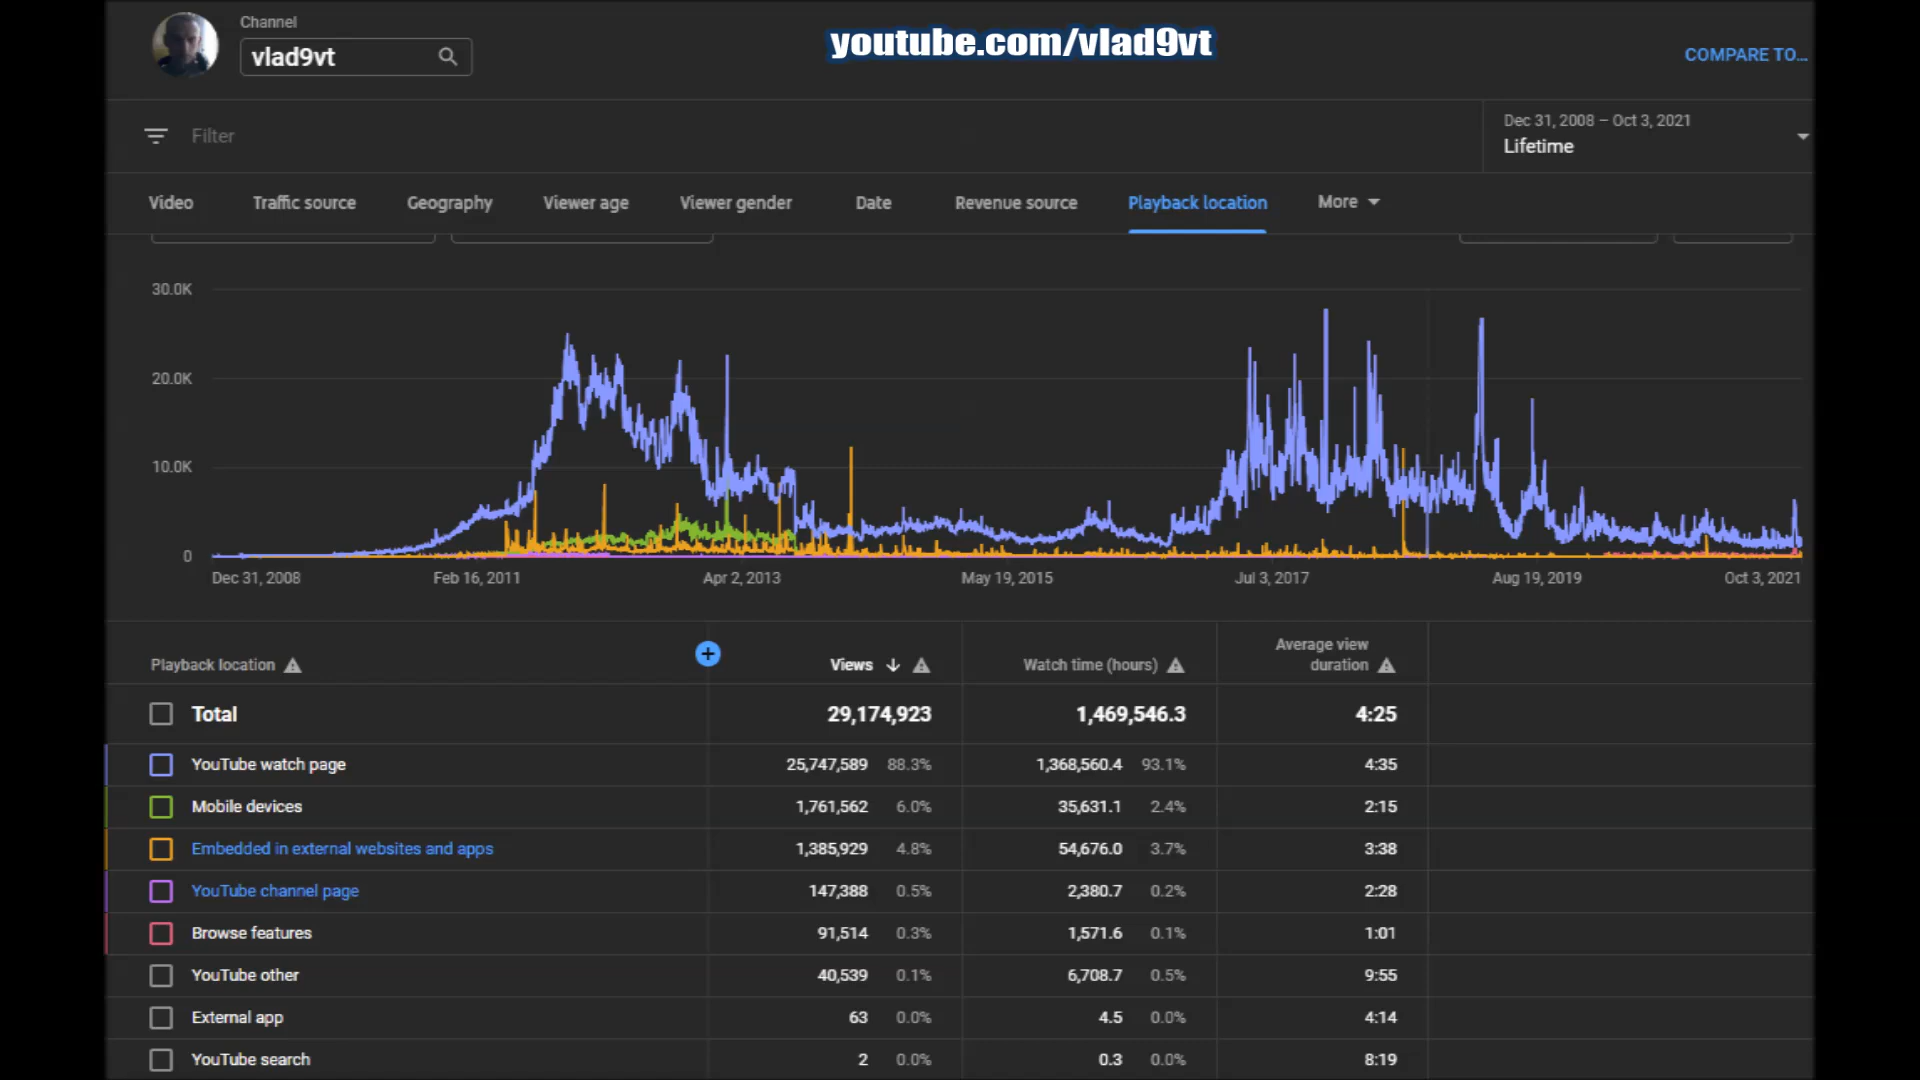 Channel
vlad9vt
youtube.com/vlad9vt
COMPARE TO...
Filter
Dec 31, 2008 – Oct 3, 2021
Lifetime
Video Traffic source Geography Viewer age Viewer gender Date Revenue source Playback location More
30.0K
20.0K
10.0K
0
Dec 31, 2008 Feb 16, 2011 Apr 2, 2013 May 19, 2015 Jul 3, 2017 Aug 19, 2019 Oct 3, 2021
Playback location Views Watch time (hours) Average view duration
Total 29,174,923 1,469,546.3 4:25
YouTube watch page 25,747,589 88.3% 1,368,560.4 93.1% 4:35
Mobile devices 1,761,562 6.0% 35,631.1 2.4% 2:15
Embedded in external websites and apps 1,385,929 4.8% 54,676.0 3.7% 3:38
YouTube channel page 147,388 0.5% 2,380.7 0.2% 2:28
Browse features 91,514 0.3% 1,571.6 0.1% 1:01
YouTube other 40,539 0.1% 6,708.7 0.5% 9:55
External app 63 0.0% 4.5 0.0% 4:14
YouTube search 2 0.0% 0.3 0.0% 8:19